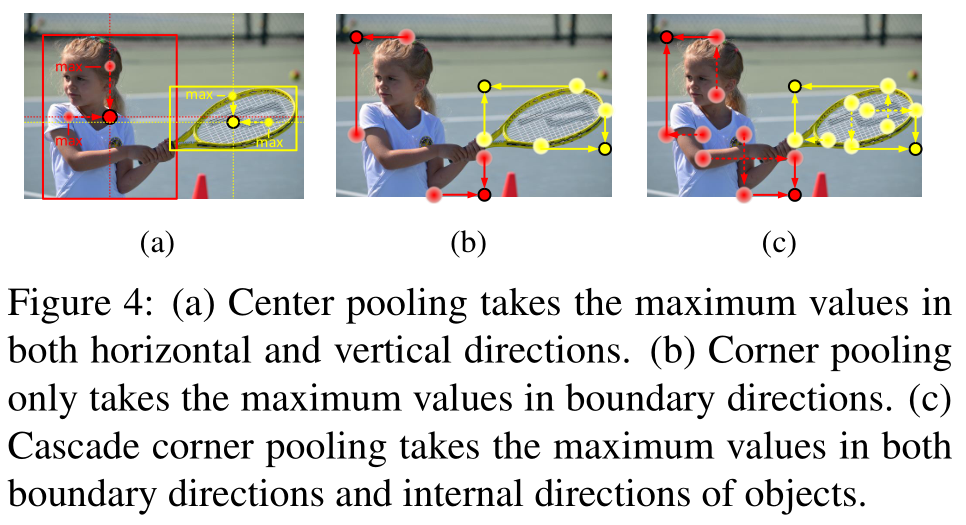 max
max
max
max
(a)
(b)
(c)
Figure 4: (a) Center pooling takes the maximum values in
both horizontal and vertical directions. (b) Corner pooling
only takes the maximum values in boundary directions. (c)
Cascade corner pooling takes the maximum values in both
boundary directions and internal directions of objects.